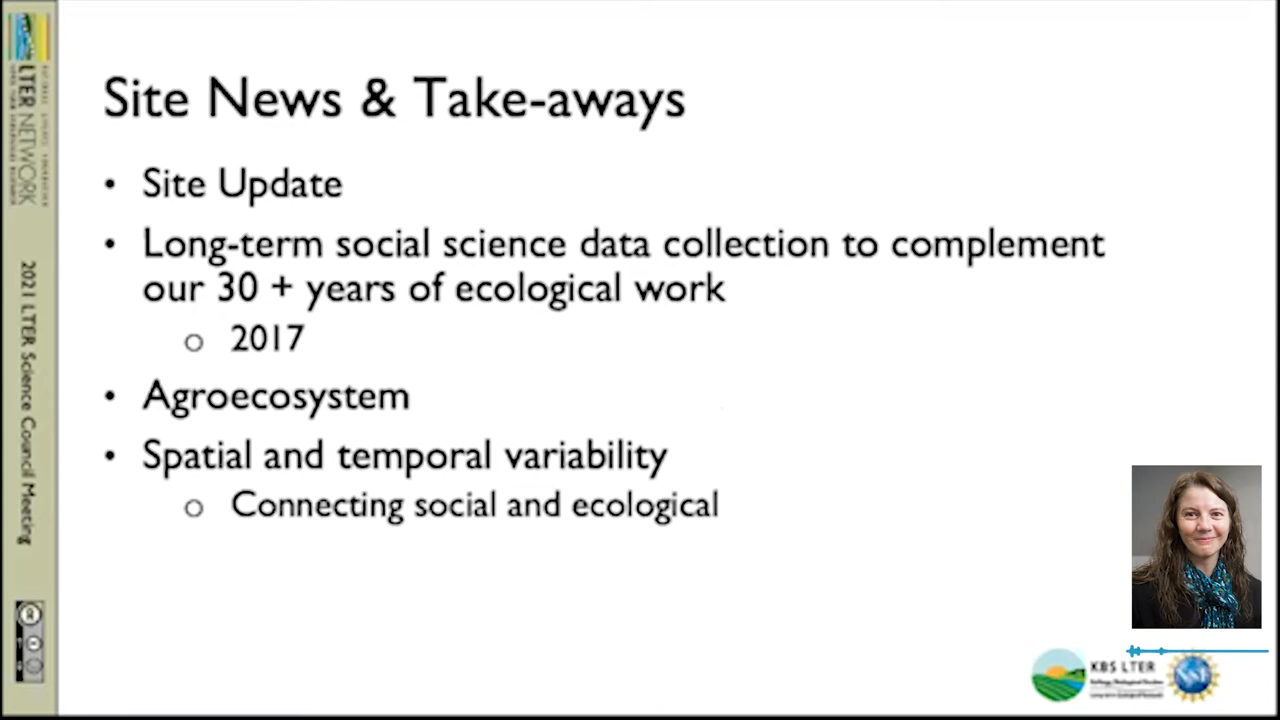 Site News & Take-aways
• Site Update
• Long-term social science data collection to complement
our 30 + years of ecological work
o 2017
• Agroecosystem
• Spatial and temporal variability
o Connecting social and ecological
LTER NETWORK
2021 LTER Science Council Meeting
KBS LTER
NSF